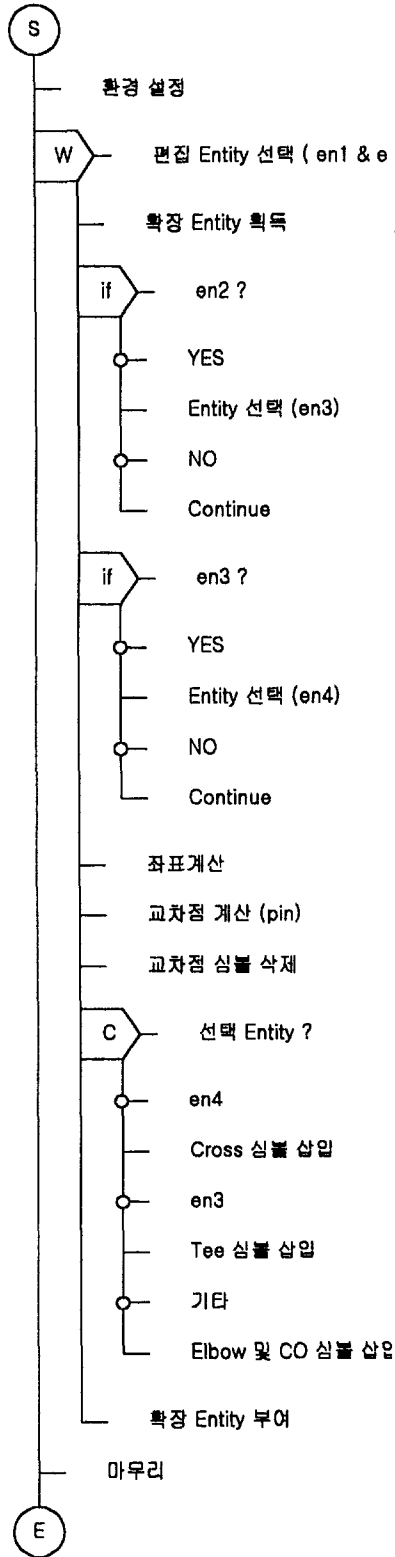 S
환경 설정
W
편집 Entity 선택 ( en1 & e
확장 Entity 획득
if
en2 ?
YES
Entity 선택 (en3)
NO
Continue
if
en3 ?
YES
Entity 선택 (en4)
NO
Continue
좌표계산
교차점 계산 (pin)
교차점 심볼 삭제
C
선택 Entity ?
en4
Cross 심볼 삽입
en3
Tee 심볼 삽입
기타
Elbow 및 CO 심볼 삽입
확장 Entity 부여
마무리
E